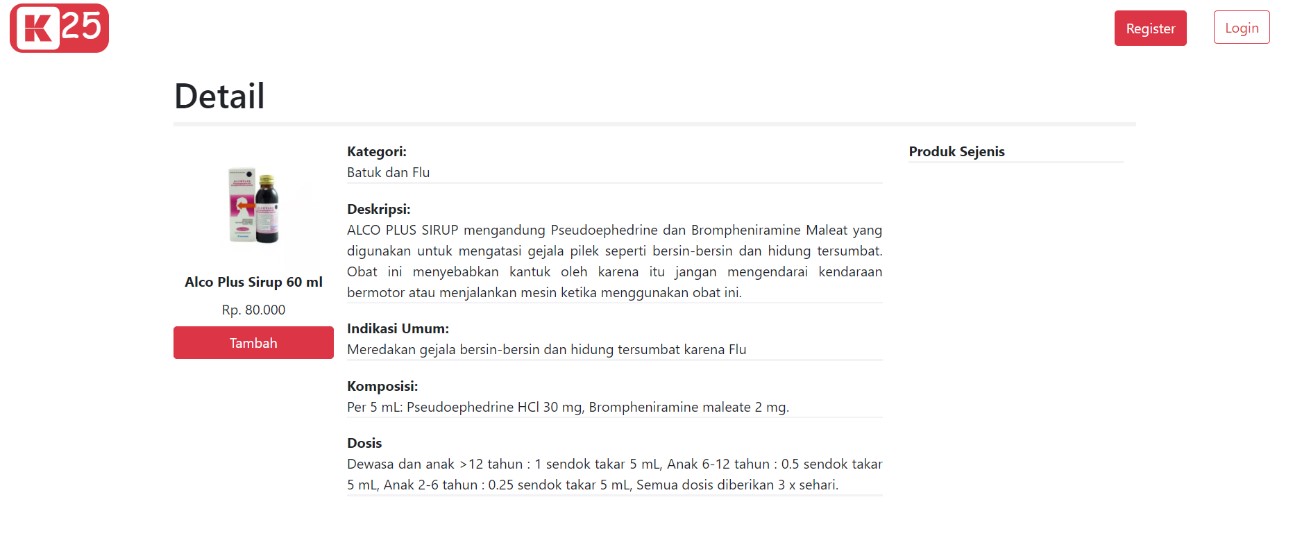 K25
Register
Login
Detail
Alco Plus Sirup 60 ml
Rp. 80.000
Tambah
Kategori:
Batuk dan Flu
Deskripsi:
ALCO PLUS SIRUP mengandung Pseudoephedrine dan Brompheniramine Maleat yang
digunakan untuk mengatasi gejala pilek seperti bersin-bersin dan hidung tersumbat.
Obat ini menyebabkan kantuk oleh karena itu jangan mengendarai kendaraan
bermotor atau menjalankan mesin ketika menggunakan obat ini.
Indikasi Umum:
Meredakan gejala bersin-bersin dan hidung tersumbat karena Flu
Komposisi:
Per 5 mL: Pseudoephedrine HCl 30 mg, Brompheniramine maleate 2 mg.
Dosis
Dewasa dan anak >12 tahun : 1 sendok takar 5 mL, Anak 6-12 tahun : 0.5 sendok takar
5 mL, Anak 2-6 tahun : 0.25 sendok takar 5 mL, Semua dosis diberikan 3 x sehari.
Produk Sejenis